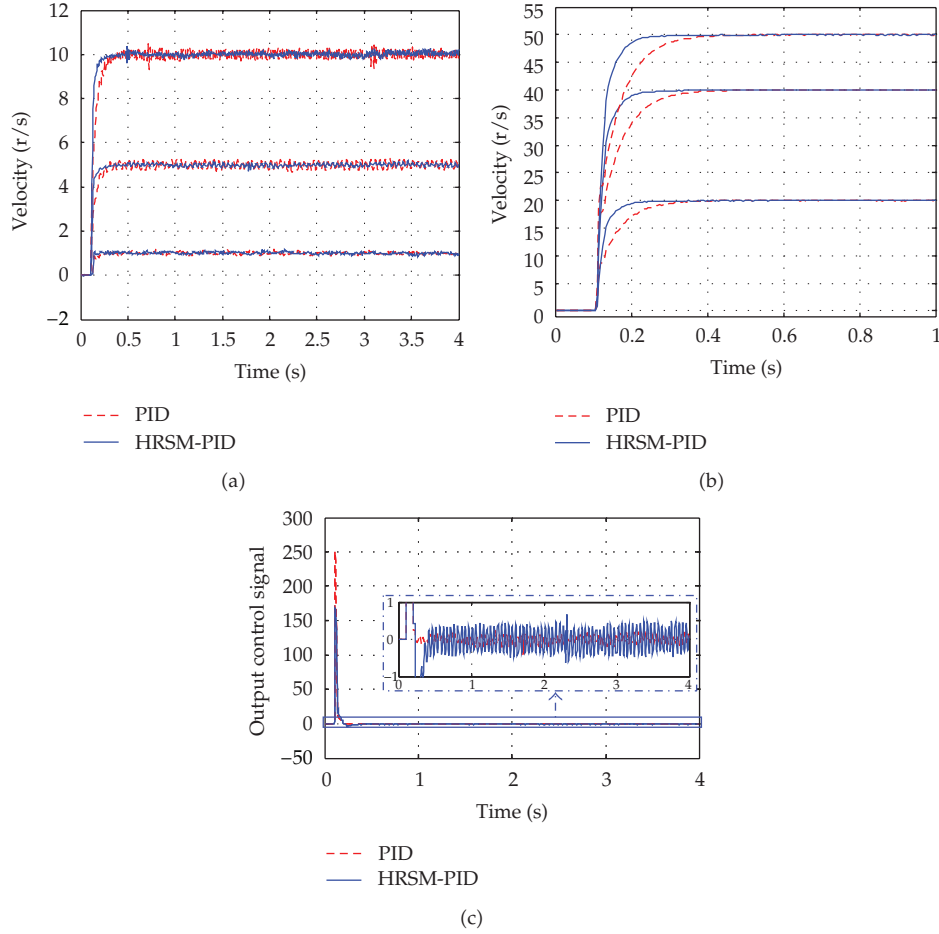 12
10
8
6
4
2
0
−2
Velocity (r/s)
0 0.5 1 1.5 2 2.5 3 3.5 4
Time (s)
PID
HRSM-PID
(a)
55
50
45
40
35
30
25
20
15
10
5
0
Velocity (r/s)
0 0.2 0.4 0.6 0.8 1
Time (s)
PID
HRSM-PID
(b)
300
250
200
150
100
50
0
−50
Output control signal
1
0
−1
0 1 2 3 4
0 1 2 3 4
Time (s)
PID
HRSM-PID
(c)